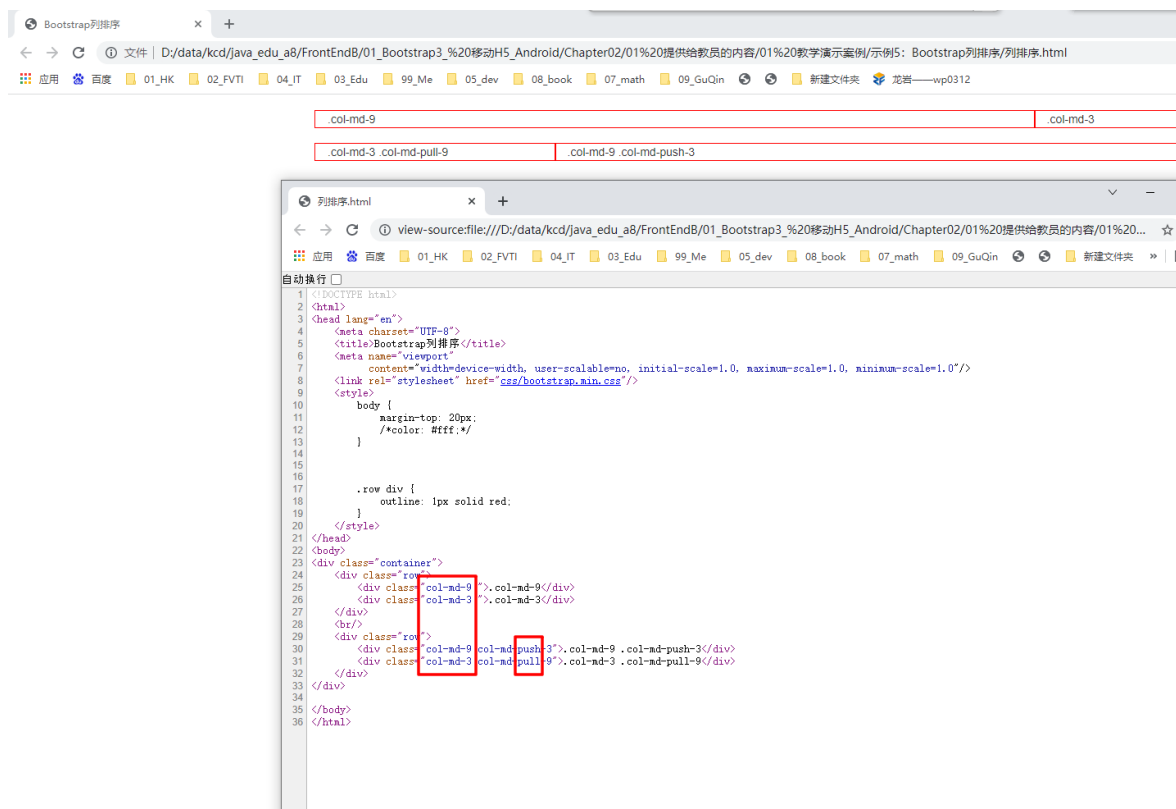 Bootstrap列排序 × +
文件 | D:/data/kcd/java_edu_a8/FrontEndB/01_Bootstrap3_%20移动H5_Android/Chapter02/01%20提供给教员的内容/01%20教学演示案例/示例5：Bootstrap列排序/列排序.html
应用 百度 01_HK 02_FVTI 04_IT 03_Edu 99_Me 05_dev 08_book 07_math 09_GuQin 新建文件夹 龙岩——wp0312
.col-md-9 .col-md-3
.col-md-3 .col-md-pull-9 .col-md-9 .col-md-push-3
列排序.html × +
view-source:file:///D:/data/kcd/java_edu_a8/FrontEndB/01_Bootstrap3_%20移动H5_Android/Chapter02/01%20提供给教员的内容/01%20...
应用 百度 01_HK 02_FVTI 04_IT 03_Edu 99_Me 05_dev 08_book 07_math 09_GuQin 新建文件夹 »
自动换行
1 <!DOCTYPE html>
2 <html>
3 <head lang="en">
4 <meta charset="UTF-8">
5 <title>Bootstrap列排序</title>
6 <meta name="viewport"
7 content="width=device-width, user-scalable=no, initial-scale=1.0, maximum-scale=1.0, minimum-scale=1.0"/>
8 <link rel="stylesheet" href="css/bootstrap.min.css"/>
9 <style>
10 body {
11 margin-top: 20px;
12 /*color: #fff;*/
13 }
14
15
16
17 .row div {
18 outline: 1px solid red;
19 }
20 </style>
21 </head>
22 <body>
23 <div class="container">
24 <div class="row">
25 <div class="col-md-9 ">.col-md-9</div>
26 <div class="col-md-3 ">.col-md-3</div>
27 </div>
28 <br/>
29 <div class="row">
30 <div class="col-md-9 col-md-push-3">.col-md-9 .col-md-push-3</div>
31 <div class="col-md-3 col-md-pull-9">.col-md-3 .col-md-pull-9</div>
32 </div>
33 </div>
34
35 </body>
36 </html>